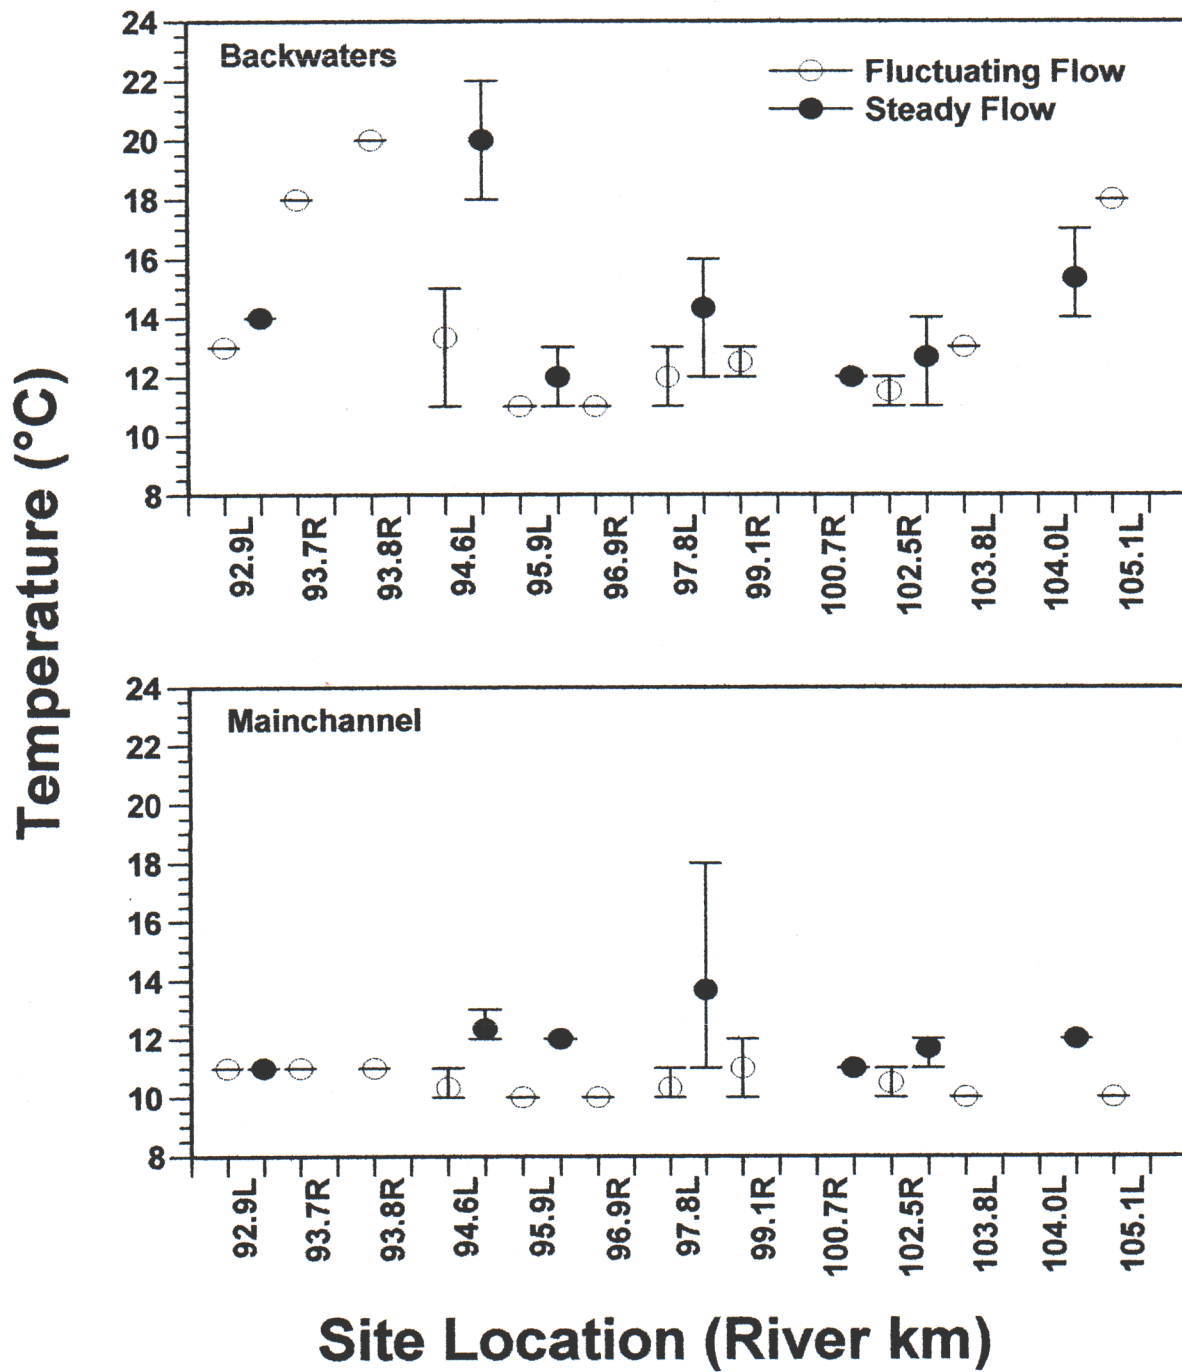 Temperature (°C)
Backwaters
Fluctuating Flow
Steady Flow
24
22
20
18
16
14
12
10
8
92.9L
93.7R
93.8R
94.6L
95.9L
96.9R
97.8L
99.1R
100.7R
102.5R
103.8L
104.0L
105.1L
Mainchannel
24
22
20
18
16
14
12
10
8
92.9L
93.7R
93.8R
94.6L
95.9L
96.9R
97.8L
99.1R
100.7R
102.5R
103.8L
104.0L
105.1L
Site Location (River km)